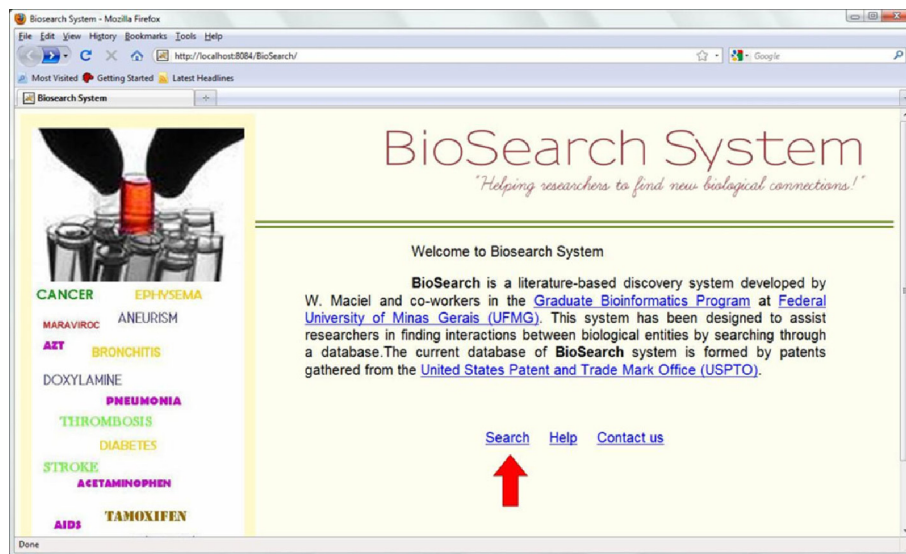 Biosearch System - Mozilla Firefox
File Edit View History Bookmarks Tools Help
http://localhost:8084/BioSearch/
Google
Most Visited Getting Started Latest Headlines
Biosearch System
BioSearch System
"Helping researchers to find new biological connections!"
Welcome to Biosearch System
BioSearch is a literature-based discovery system developed by
W. Maciel and co-workers in the Graduate Bioinformatics Program at Federal
University of Minas Gerais (UFMG). This system has been designed to assist
researchers in finding interactions between biological entities by searching through
a database.The current database of BioSearch system is formed by patents
gathered from the United States Patent and Trade Mark Office (USPTO).
Search Help Contact us
CANCER EPHYSEMA
MARAVIROC ANEURISM
AZT BRONCHITIS
DOXYLAMINE
PNEUMONIA
THROMBOSIS
DIABETES
STROKE
ACETAMINOPHEN
TAMOXIFEN
AIDS
Done